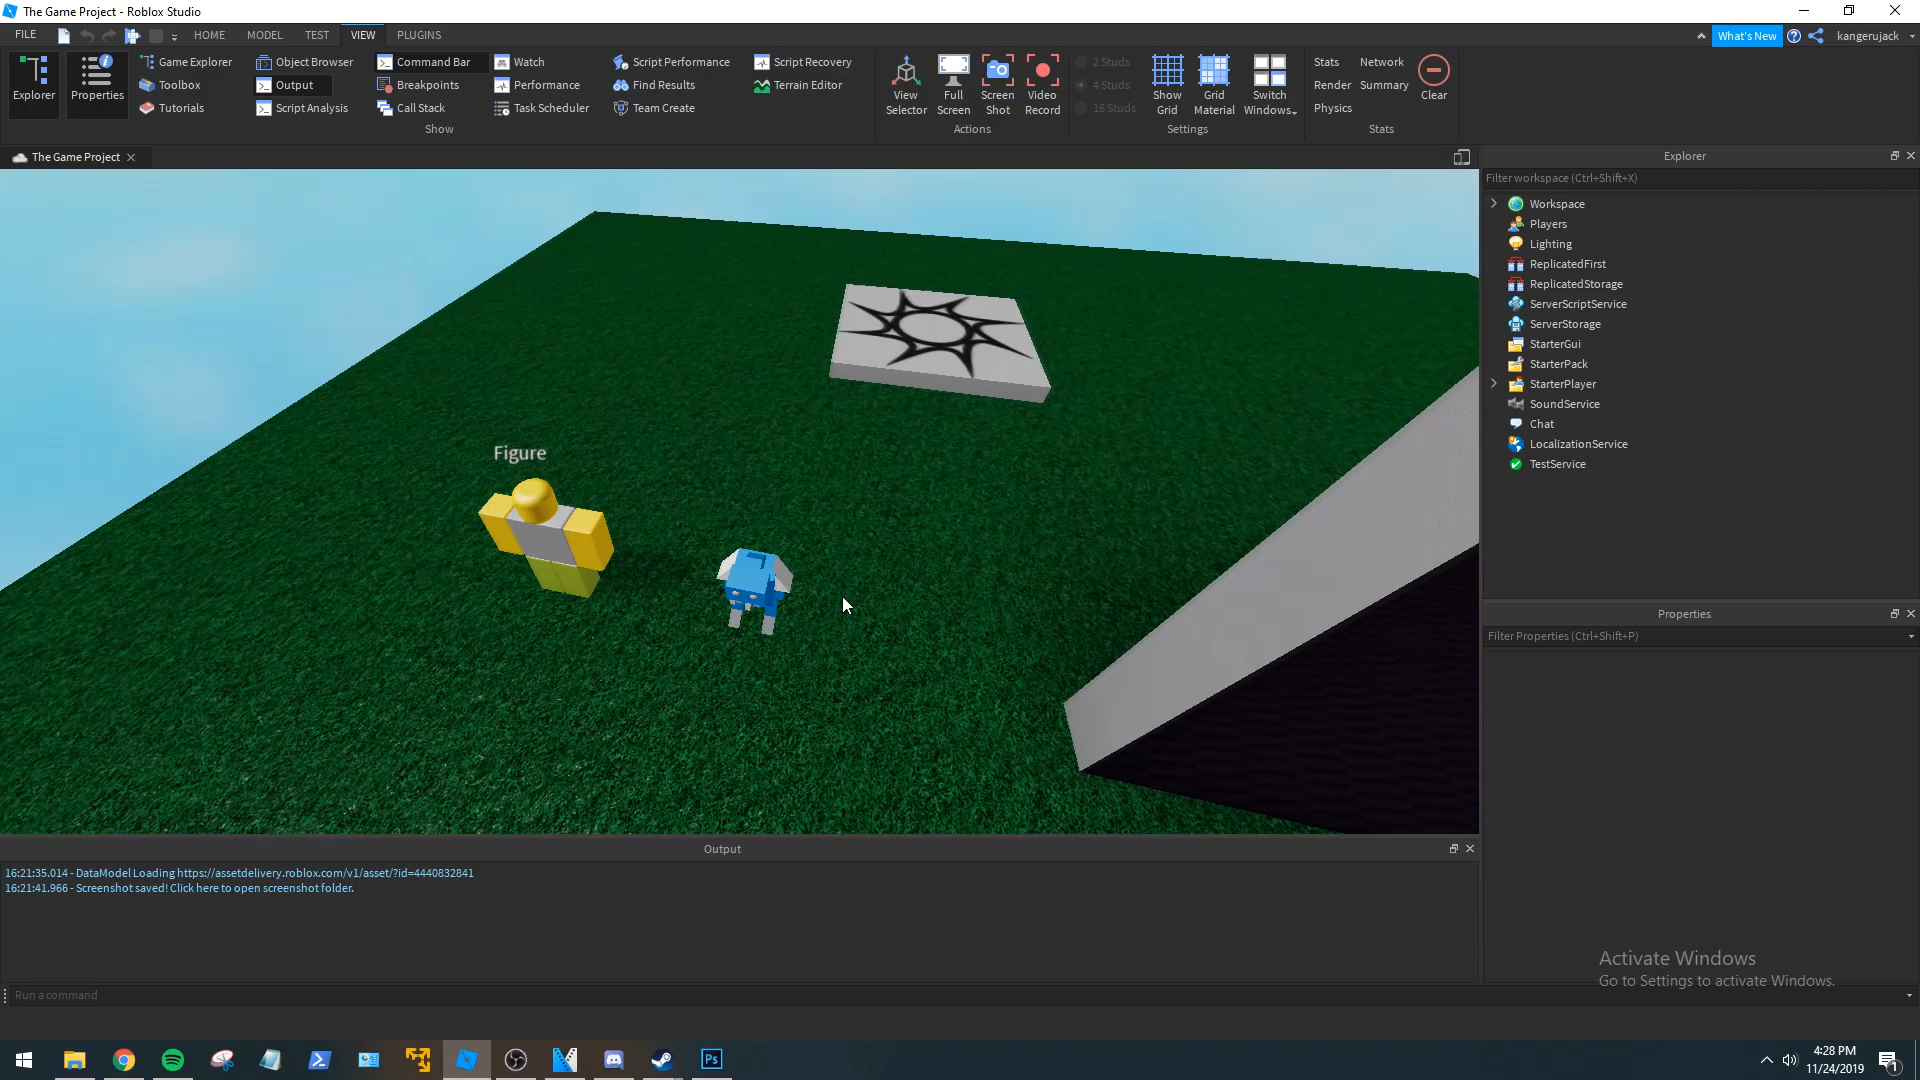 The Game Project - Roblox Studio
FILE HOME MODEL TEST VIEW PLUGINS What's New kangerujack
Explorer
Properties
Game Explorer
Toolbox
Tutorials
Object Browser
Output
Script Analysis
Command Bar
Breakpoints
Call Stack
Watch
Performance
Task Scheduler
Script Performance
Find Results
Team Create
Script Recovery
Terrain Editor
Show
View Selector
Full Screen
Screen Shot
Video Record
Actions
2 Studs
4 Studs
16 Studs
Show Grid
Grid Material
Switch Windows
Settings
Stats
Render
Physics
Network
Summary
Clear
Stats
The Game Project
Figure
Explorer
Filter workspace (Ctrl+Shift+X)
Workspace
Players
Lighting
ReplicatedFirst
ReplicatedStorage
ServerScriptService
ServerStorage
StarterGui
StarterPack
StarterPlayer
SoundService
Chat
LocalizationService
TestService
Properties
Filter Properties (Ctrl+Shift+P)
Output
16:21:35.014 - DataModel Loading https://assetdelivery.roblox.com/v1/asset/?id=4440832841
16:21:41.966 - Screenshot saved! Click here to open screenshot folder.
Activate Windows
Go to Settings to activate Windows.
Run a command
Ps
4:28 PM
11/24/2019
1